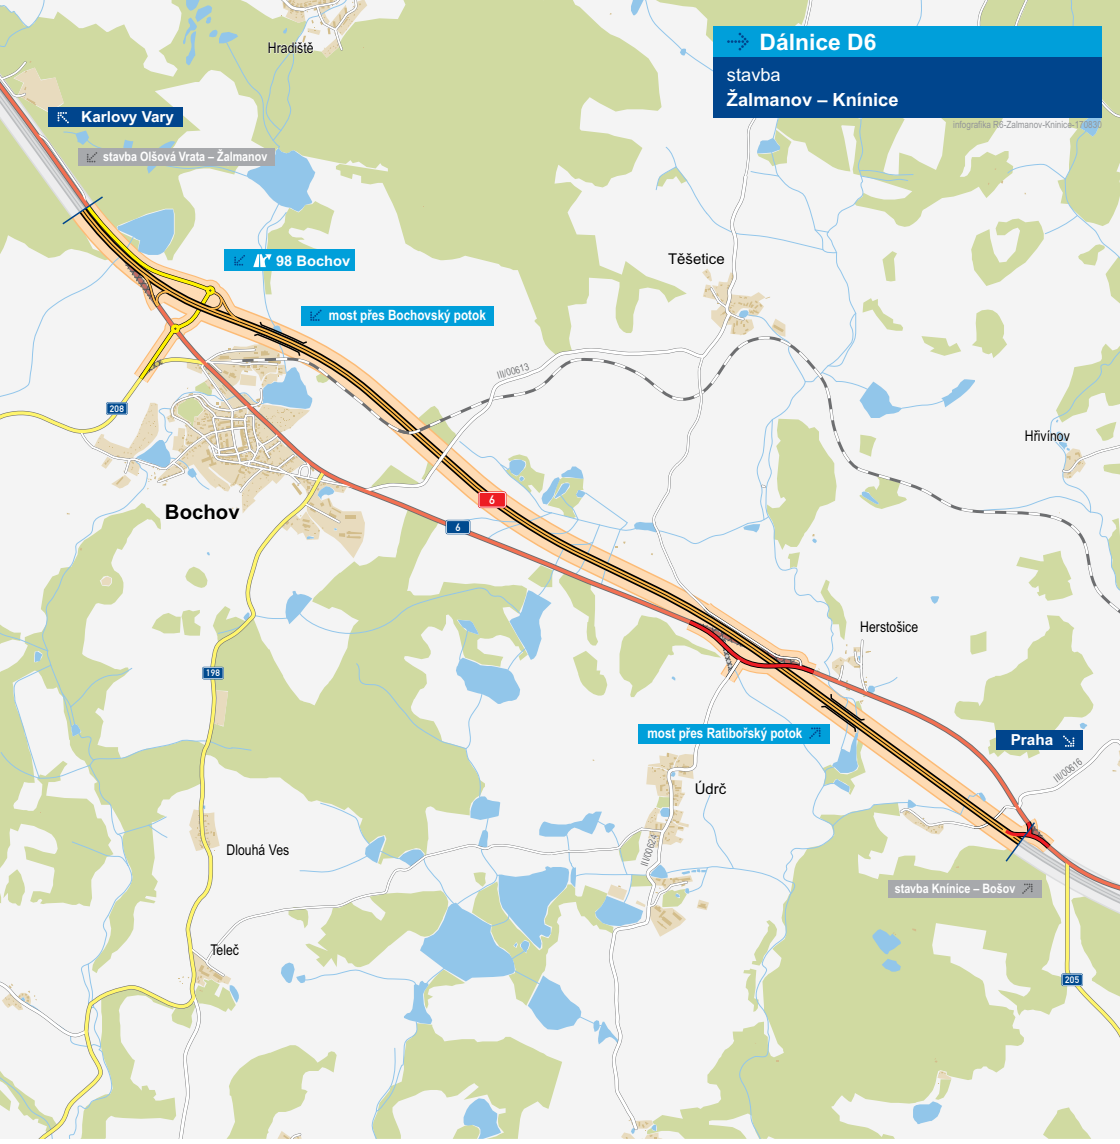 Hradiště
Dálnice D6
stavba
Žalmanov – Knínice
infografika R6-Zalmanov-Kninice-170830
Karlovy Vary
stavba Olšová Vrata – Žalmanov
98 Bochov
Těšetice
most přes Bochovský potok
III/00613
208
Hřivínov
6
Bochov
6
Herstošice
198
most přes Ratibořský potok
Praha
III/00616
Údrč
Dlouhá Ves
III/00624
stavba Knínice – Bošov
Teleč
205